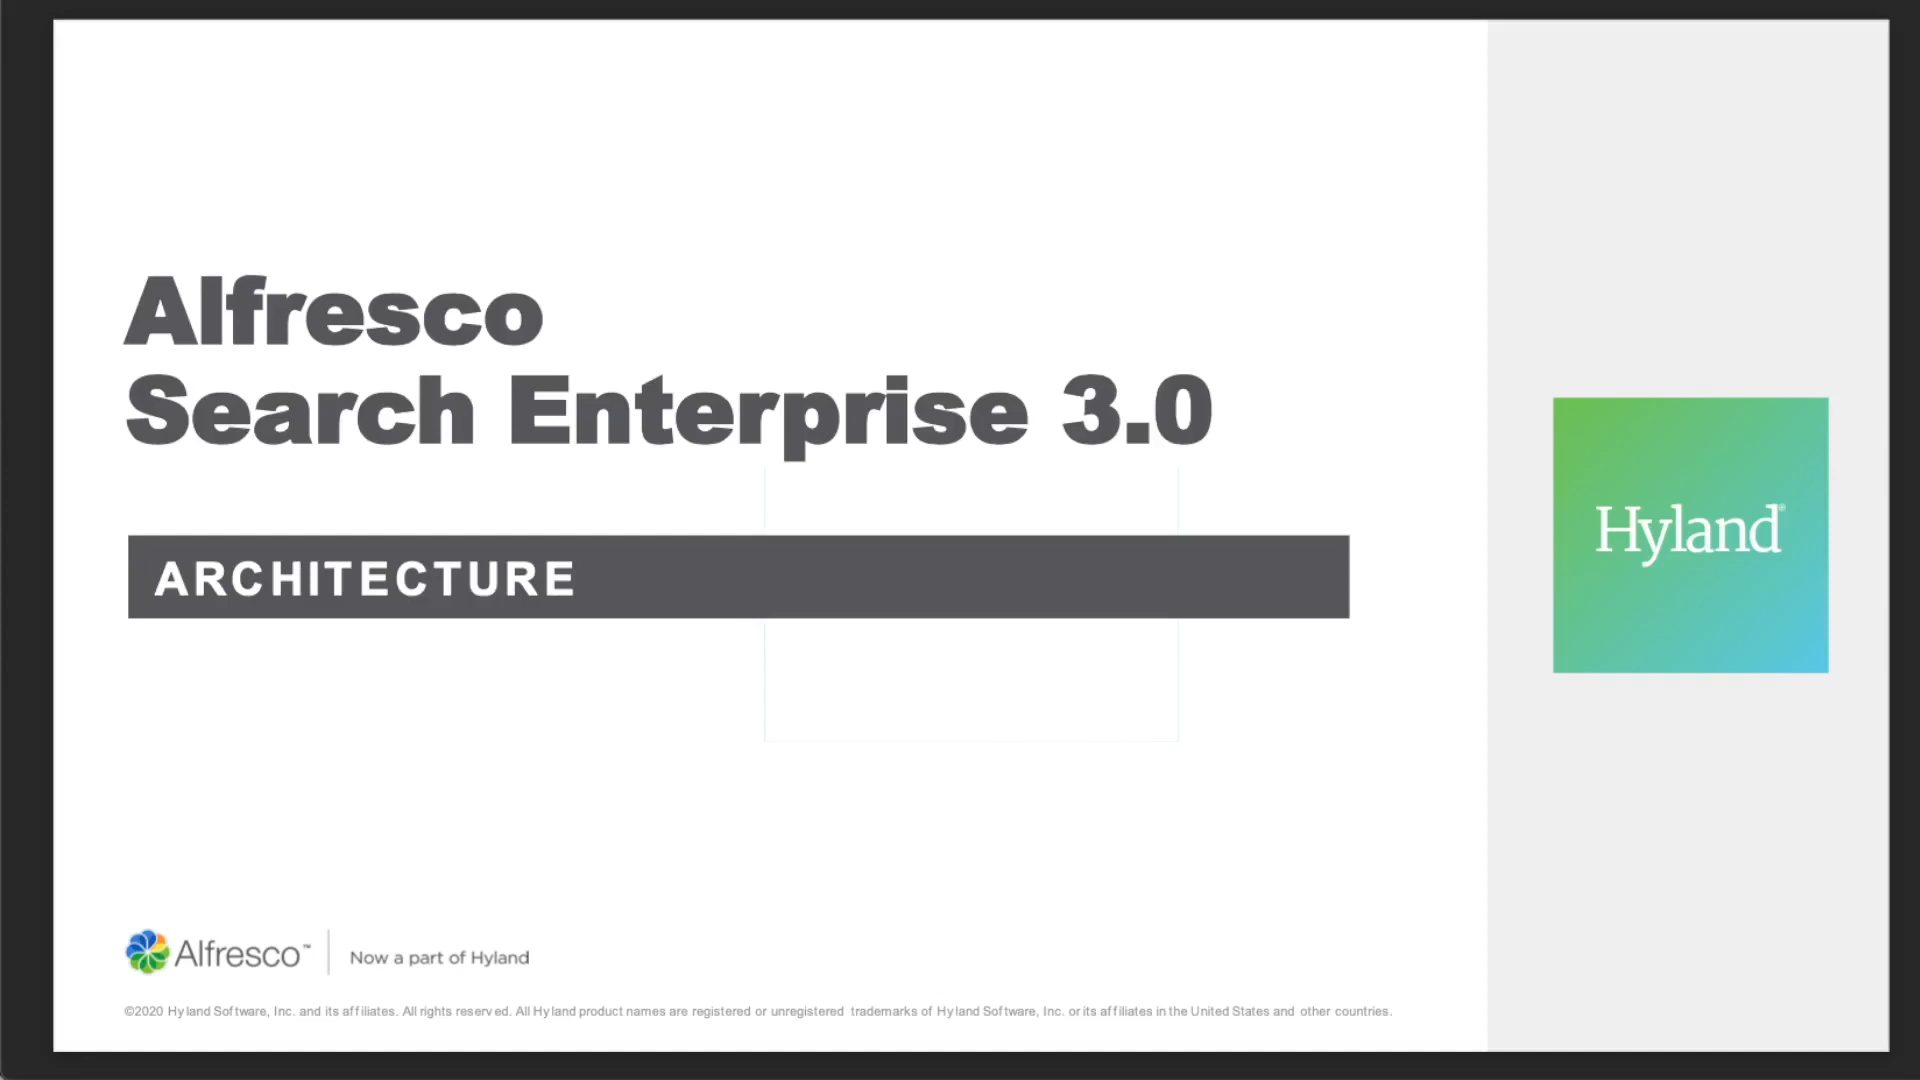 Alfresco
Search Enterprise 3.0
ARCHITECTURE
Hyland®
Alfresco™ Now a part of Hyland
©2020 Hyland Software, Inc. and its affiliates. All rights reserved. All Hyland product names are registered or unregistered trademarks of Hyland Software, Inc. or its affiliates in the United States and other countries.